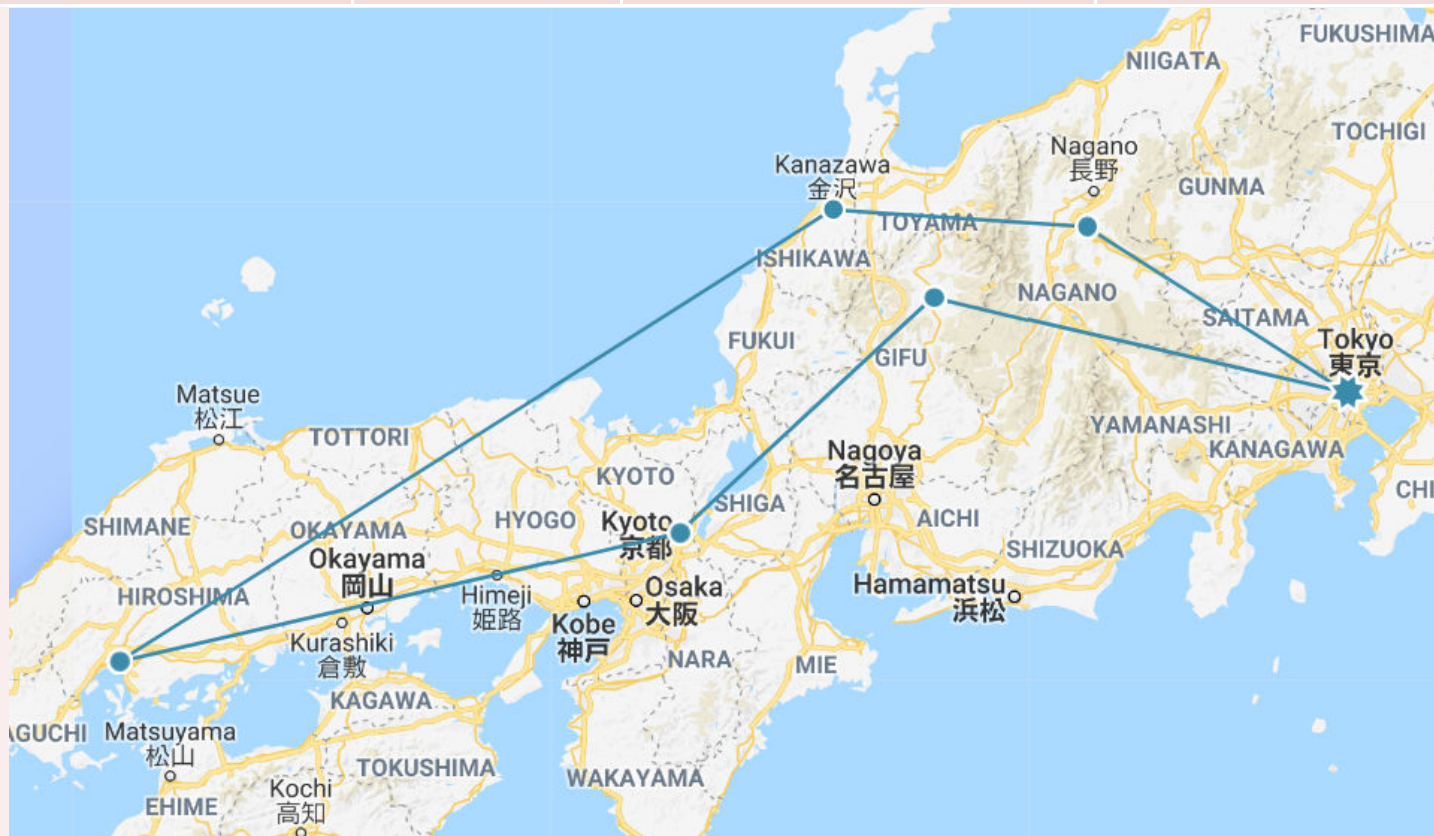 FUKUSHIMA
NIIGATA
TOCHIGI
Nagano
長野
Kanazawa
金沢
GUNMA
TOYAMA
ISHIKAWA
NAGANO
SAITAMA
Tokyo
東京
FUKUI
GIFU
Matsue
松江
YAMANASHI
TOTTORI
KANAGAWA
Nagoya
名古屋
KYOTO
CHI
SHIGA
AICHI
SHIMANE
OKAYAMA
HYOGO
Kyoto
京都
SHIZUOKA
Okayama
岡山
HIROSHIMA
Himeji
姫路
Osaka
大阪
Hamamatsu
浜松
Kobe
神戸
Kurashiki
倉敷
NARA
MIE
KAGAWA
AGUCHI
Matsuyama
松山
TOKUSHIMA
WAKAYAMA
Kochi
高知
EHIME